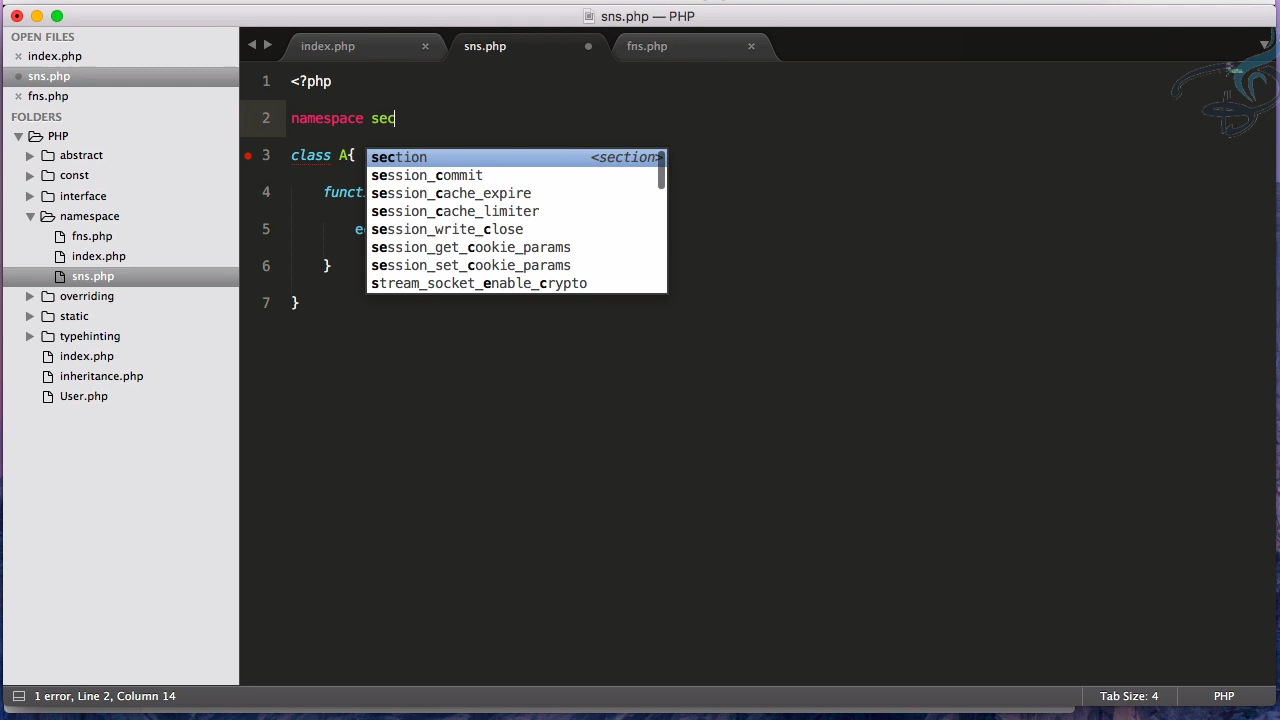 sns.php — PHP
OPEN FILES
index.php
sns.php
fns.php
FOLDERS
PHP
abstract
const
interface
namespace
fns.php
index.php
sns.php
overriding
static
typehinting
index.php
inheritance.php
User.php
index.php
sns.php
fns.php
1 <?php
2 namespace sec
3 class A{
4 functi
5 ec
6 }
7 }
section <section>
session_commit
session_cache_expire
session_cache_limiter
session_write_close
session_get_cookie_params
session_set_cookie_params
stream_socket_enable_crypto
1 error, Line 2, Column 14
Tab Size: 4
PHP